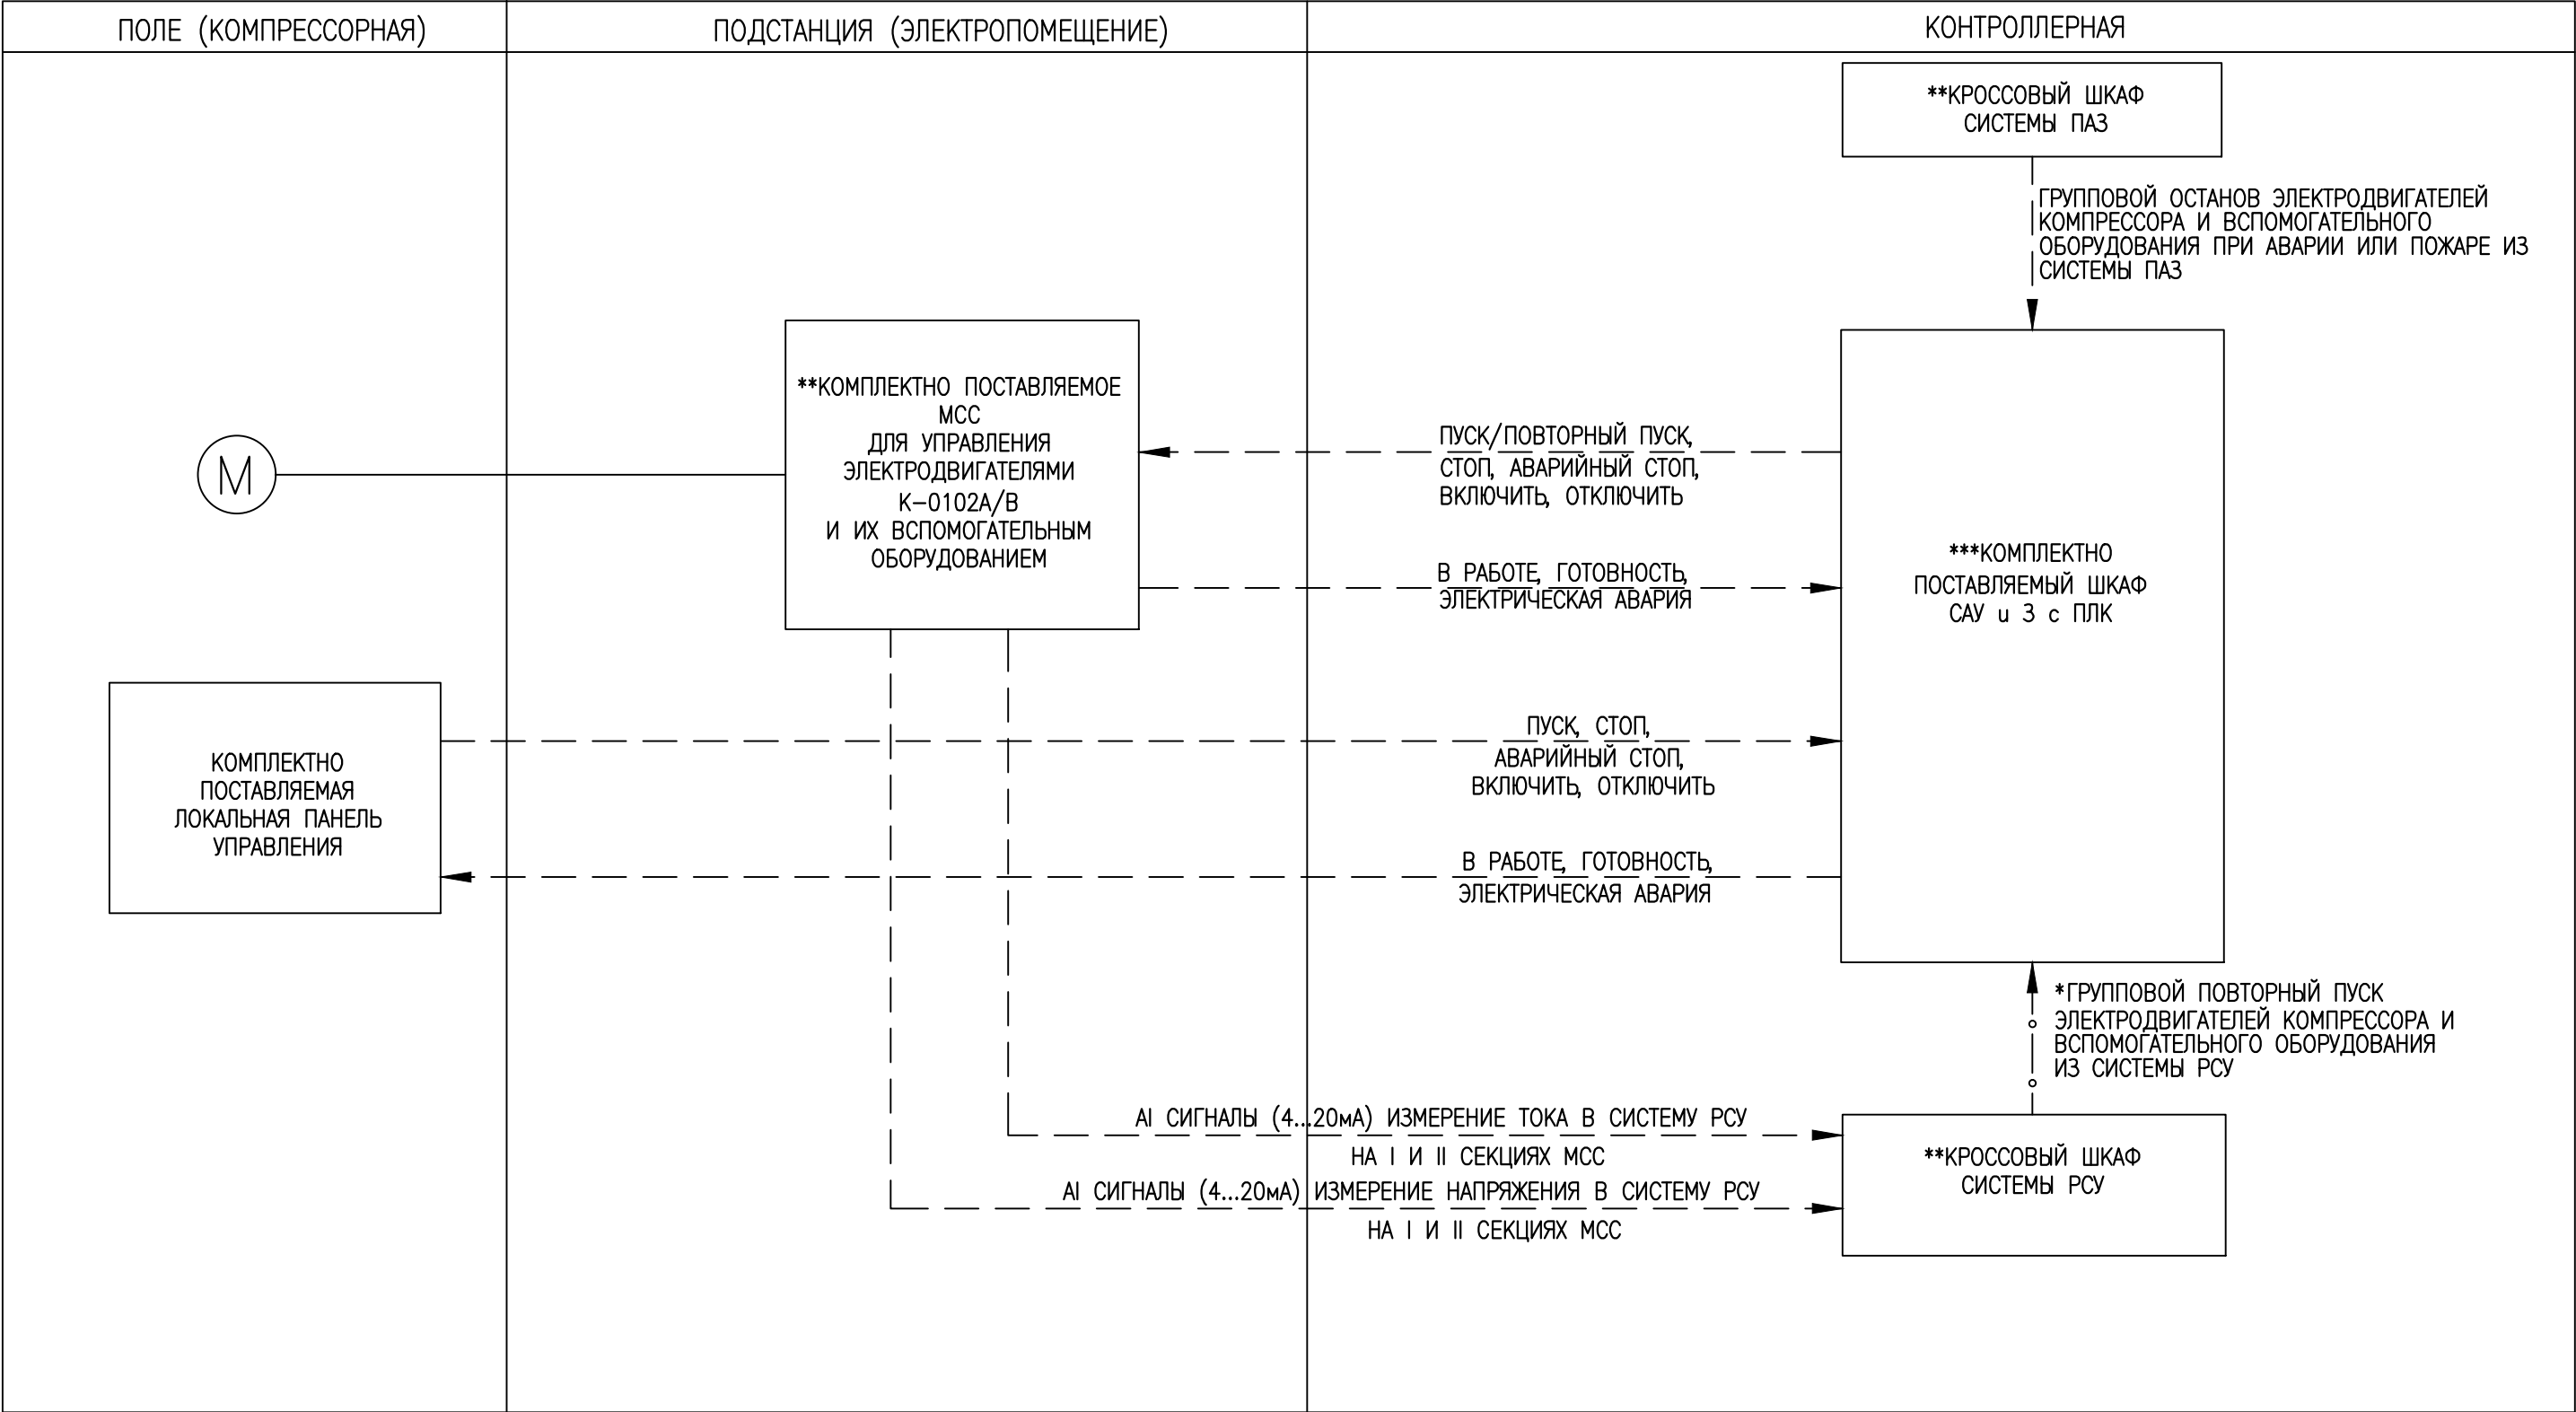 ПОЛЕ (КОМПРЕССОРНАЯ)
ПОДСТАНЦИЯ (ЭЛЕКТРОПОМЕЩЕНИЕ)
КОНТРОЛЛЕРНАЯ
**КРОССОВЫЙ ШКАФ
СИСТЕМЫ ПАЗ
ГРУППОВОЙ ОСТАНОВ ЭЛЕКТРОДВИГАТЕЛЕЙ
КОМПРЕССОРА И ВСПОМОГАТЕЛЬНОГО
ОБОРУДОВАНИЯ ПРИ АВАРИИ ИЛИ ПОЖАРЕ ИЗ
СИСТЕМЫ ПАЗ
**КОМПЛЕКТНО ПОСТАВЛЯЕМОЕ
МСС
ДЛЯ УПРАВЛЕНИЯ
ЭЛЕКТРОДВИГАТЕЛЯМИ
К-0102А/В
И ИХ ВСПОМОГАТЕЛЬНЫМ
ОБОРУДОВАНИЕМ
М
ПУСК/ПОВТОРНЫЙ ПУСК,
СТОП, АВАРИЙНЫЙ СТОП,
ВКЛЮЧИТЬ, ОТКЛЮЧИТЬ
В РАБОТЕ, ГОТОВНОСТЬ,
ЭЛЕКТРИЧЕСКАЯ АВАРИЯ
***КОМПЛЕКТНО
ПОСТАВЛЯЕМЫЙ ШКАФ
САУ и З с ПЛК
КОМПЛЕКТНО
ПОСТАВЛЯЕМАЯ
ЛОКАЛЬНАЯ ПАНЕЛЬ
УПРАВЛЕНИЯ
ПУСК, СТОП,
АВАРИЙНЫЙ СТОП,
ВКЛЮЧИТЬ, ОТКЛЮЧИТЬ
В РАБОТЕ, ГОТОВНОСТЬ,
ЭЛЕКТРИЧЕСКАЯ АВАРИЯ
*ГРУППОВОЙ ПОВТОРНЫЙ ПУСК
ЭЛЕКТРОДВИГАТЕЛЕЙ КОМПРЕССОРА И
ВСПОМОГАТЕЛЬНОГО ОБОРУДОВАНИЯ
ИЗ СИСТЕМЫ РСУ
AI СИГНАЛЫ (4...20мА) ИЗМЕРЕНИЕ ТОКА В СИСТЕМУ РСУ
НА I И II СЕКЦИЯХ МСС
AI СИГНАЛЫ (4...20мА) ИЗМЕРЕНИЕ НАПРЯЖЕНИЯ В СИСТЕМУ РСУ
НА I И II СЕКЦИЯХ МСС
**КРОССОВЫЙ ШКАФ
СИСТЕМЫ РСУ